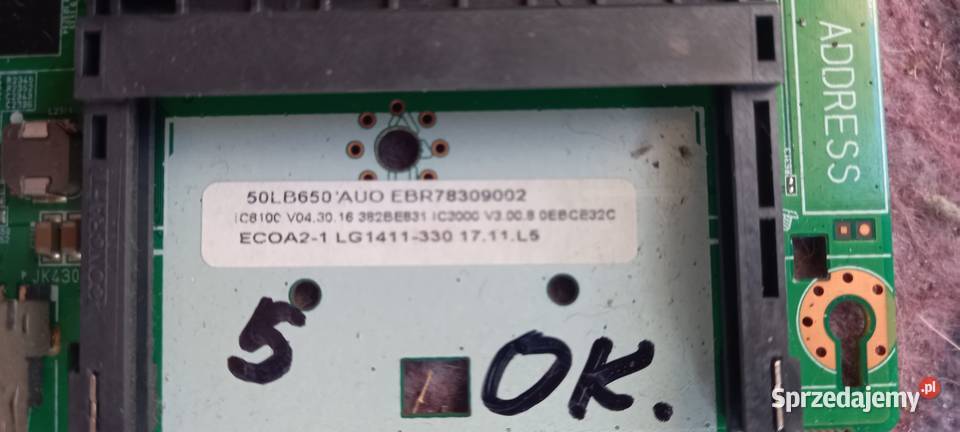 ADDRESS
50LB650 AUO EBR78309002
IC8100 V04.30.16 382BE831 IC3000 V3.00.8 0EBCE32C
ECOA2-1 LG1411-330 17.11.L5
JK430
5 OK.
Sprzedajemy.pl